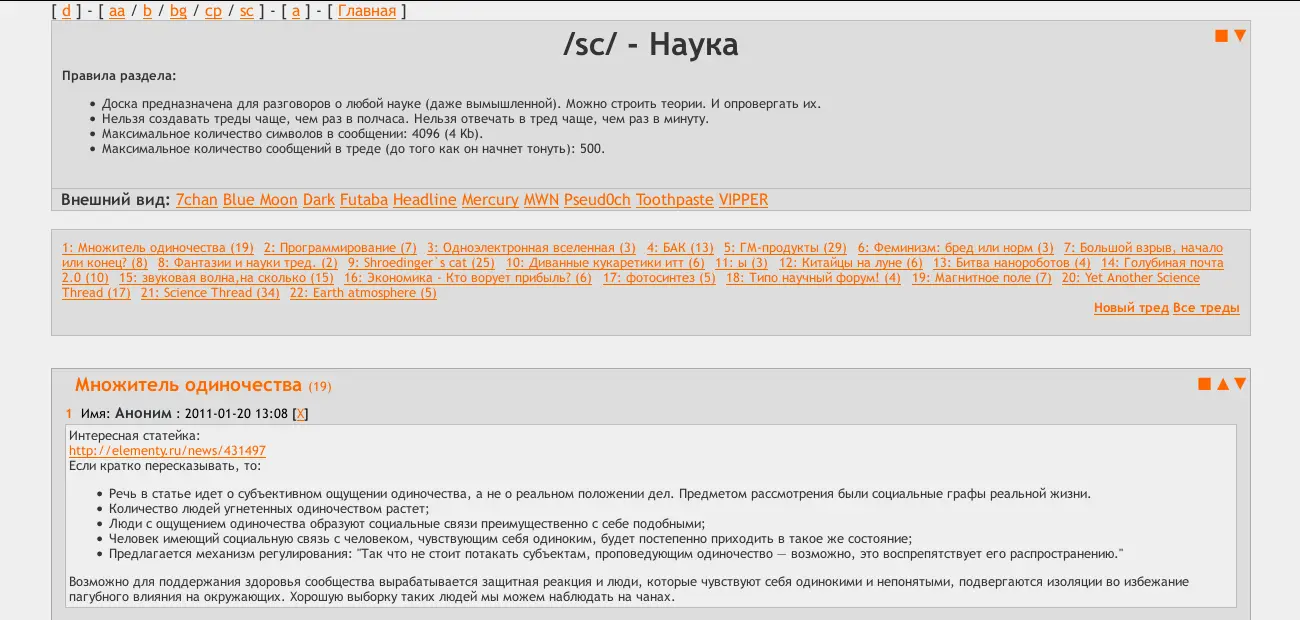 [ d ] - [ aa / b / bg / cp / sc ] - [ a ] - [ Главная ]
/sc/ - Наука
Правила раздела:
Доска предназначена для разговоров о любой науке (даже вымышленной). Можно строить теории. И опровергать их.
Нельзя создавать треды чаще, чем раз в полчаса. Нельзя отвечать в тред чаще, чем раз в минуту.
Максимальное количество символов в сообщении: 4096 (4 Kb).
Максимальное количество сообщений в треде (до того как он начнет тонуть): 500.
Внешний вид: 7chan Blue Moon Dark Futaba Headline Mercury MWN Pseud0ch Toothpaste VIPPER
1: Множитель одиночества (19) 2: Программирование (7) 3: Одноэлектронная вселенная (3) 4: БАК (13) 5: ГМ-продукты (29) 6: Феминизм: бред или норм (3) 7: Большой взрыв, начало
или конец? (8) 8: Фантазии и науки тред. (2) 9: Shroedinger`s cat (25) 10: Диванные кукаретики итт (6) 11: ы (3) 12: Китайцы на луне (6) 13: Битва нанороботов (4) 14: Голубиная почта
2.0 (10) 15: звуковая волна,на сколько (15) 16: Экономика - Кто ворует прибыль? (6) 17: фотосинтез (5) 18: Типо научный форум! (4) 19: Магнитное поле (7) 20: Yet Another Science
Thread (17) 21: Science Thread (34) 22: Earth atmosphere (5)
Новый тред Все треды
Множитель одиночества (19)
1 Имя: Аноним : 2011-01-20 13:08 [X]
Интересная статейка:
http://elementy.ru/news/431497
Если кратко пересказывать, то:
Речь в статье идет о субъективном ощущении одиночества, а не о реальном положении дел. Предметом рассмотрения были социальные графы реальной жизни.
Количество людей угнетенных одиночеством растет;
Люди с ощущением одиночества образуют социальные связи преимущественно с себе подобными;
Человек имеющий социальную связь с человеком, чувствующим себя одиноким, будет постепенно приходить в такое же состояние;
Предлагается механизм регулирования: "Так что не стоит потакать субъектам, проповедующим одиночество — возможно, это воспрепятствует его распространению."
Возможно для поддержания здоровья сообщества вырабатывается защитная реакция и люди, которые чувствуют себя одинокими и непонятыми, подвергаются изоляции во избежание
пагубного влияния на окружающих. Хорошую выборку таких людей мы можем наблюдать на чанах.